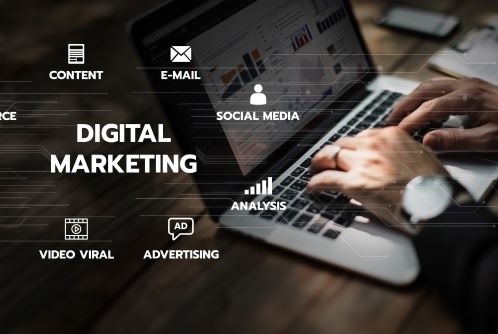 CONTENT
E-MAIL
RCE
SOCIAL MEDIA
DIGITAL
MARKETING
ANALYSIS
AD
VIDEO VIRAL
ADVERTISING